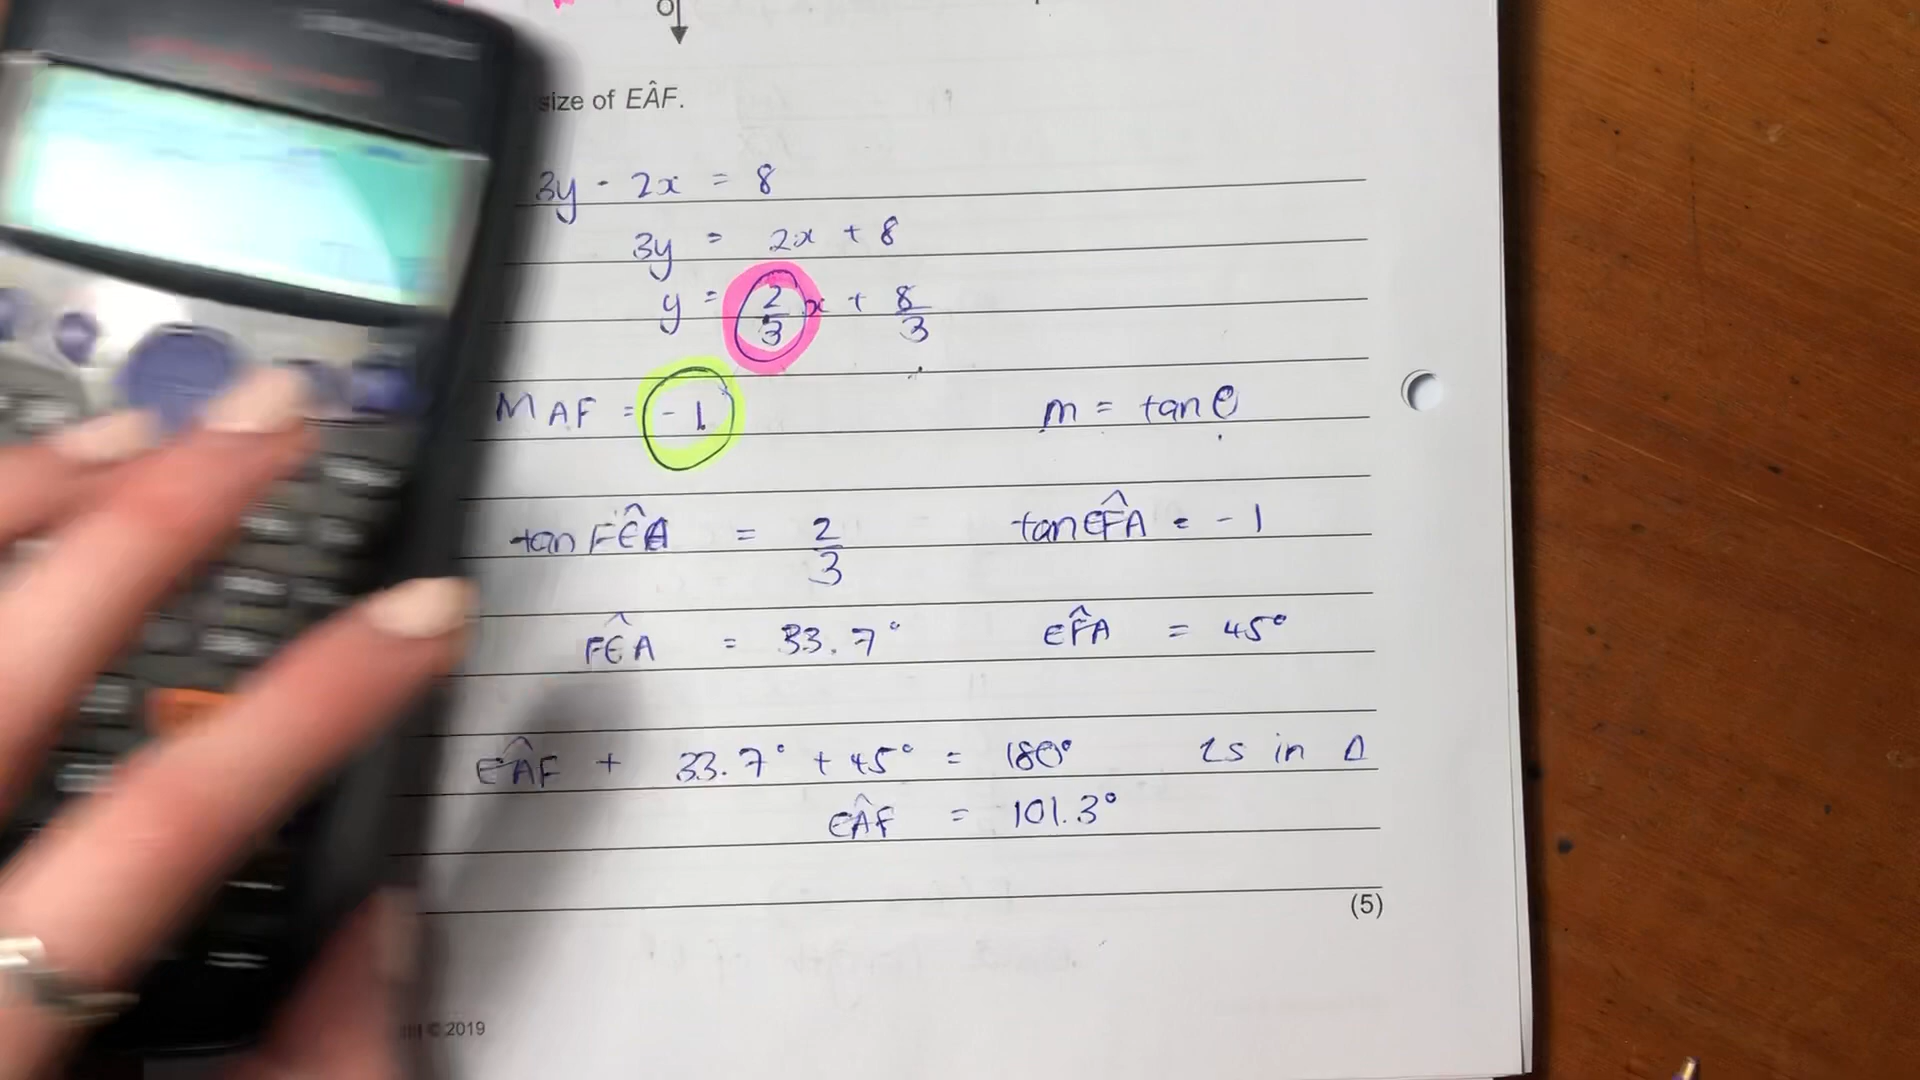 O
size of EÂF.
3y - 2x = 8
3y = 2x + 8
y = 2/3 x + 8/3
M AF = -1 m = tan θ
tan FÊA = 2/3 tan EF̂A = -1
FÊA = 33.7° EF̂A = 45°
EÂF + 33.7° + 45° = 180° ∠s in Δ
EÂF = 101.3°
(5)
© 2019